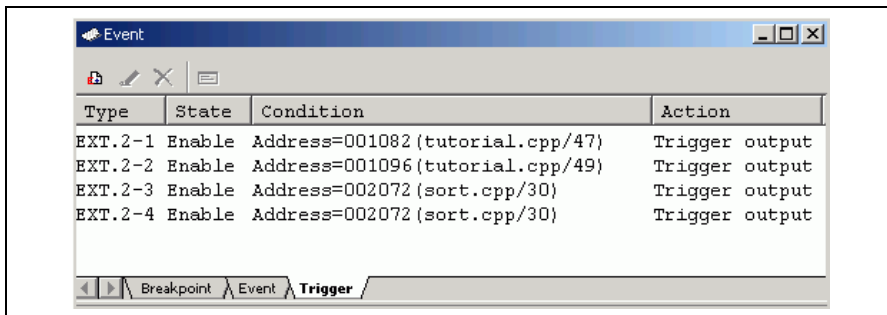 Event
Type State Condition Action
EXT.2-1 Enable Address=001082(tutorial.cpp/47) Trigger output
EXT.2-2 Enable Address=001096(tutorial.cpp/49) Trigger output
EXT.2-3 Enable Address=002072(sort.cpp/30) Trigger output
EXT.2-4 Enable Address=002072(sort.cpp/30) Trigger output
Breakpoint Event Trigger